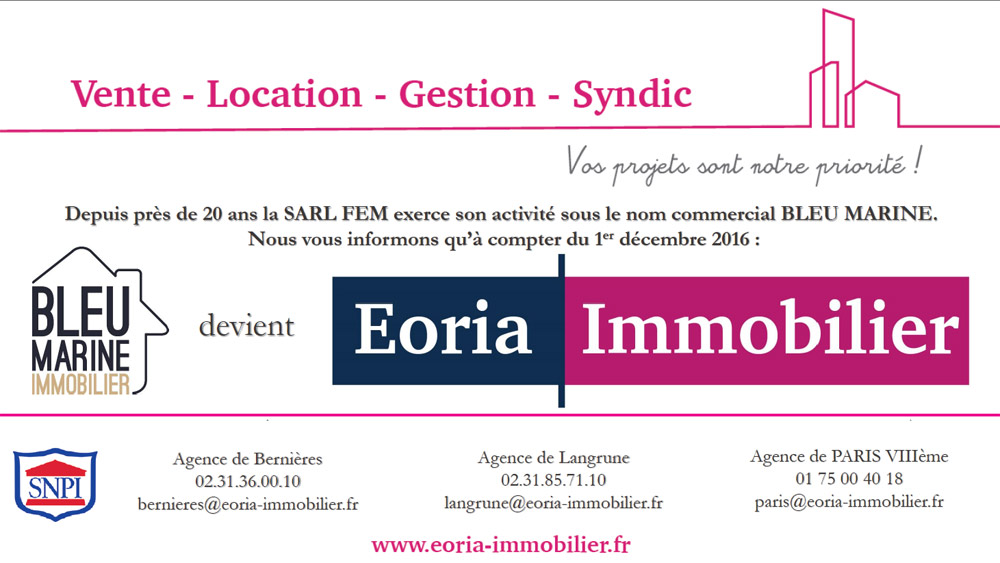 Vente - Location - Gestion - Syndic
Vos projets sont notre priorité !
Depuis près de 20 ans la SARL FEM exerce son activité sous le nom commercial BLEU MARINE.
Nous vous informons qu'à compter du 1er décembre 2016 :
BLEU
MARINE
IMMOBILIER
devient
Eoria Immobilier
SNPI
Agence de Bernières
02.31.36.00.10
bernieres@eoria-immobilier.fr
Agence de Langrune
02.31.85.71.10
langrune@eoria-immobilier.fr
Agence de PARIS VIIIème
01 75 00 40 18
paris@eoria-immobilier.fr
www.eoria-immobilier.fr